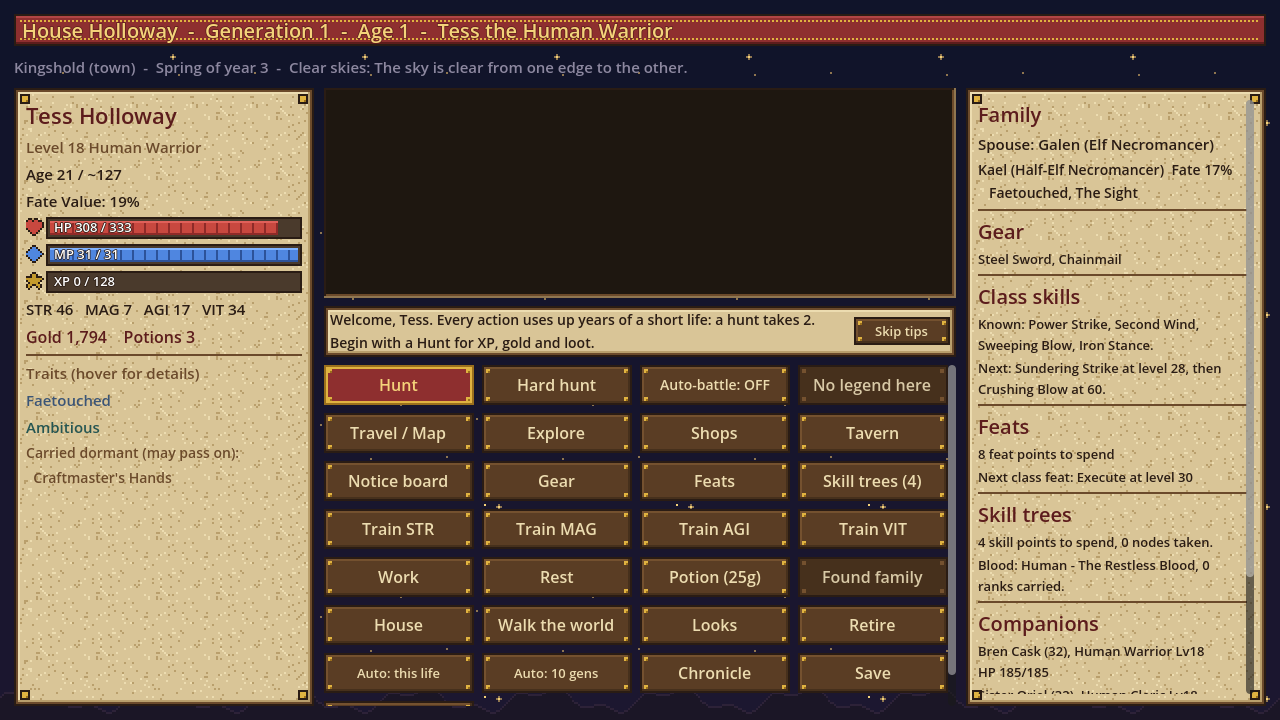 House Holloway - Generation 1 - Age 1 - Tess the Human Warrior
Kingshold (town) - Spring of year 3 - Clear skies: The sky is clear from one edge to the other.
Tess Holloway
Level 18 Human Warrior
Age 21 / ~127
Fate Value: 19%
HP 308 / 333
MP 31 / 31
XP 0 / 128
STR 46 MAG 7 AGI 17 VIT 34
Gold 1,794 Potions 3
Traits (hover for details)
Faetouched
Ambitious
Carried dormant (may pass on):
Craftmaster's Hands
Welcome, Tess. Every action uses up years of a short life: a hunt takes 2.
Begin with a Hunt for XP, gold and loot.
Skip tips
Hunt
Hard hunt
Auto-battle: OFF
No legend here
Travel / Map
Explore
Shops
Tavern
Notice board
Gear
Feats
Skill trees (4)
Train STR
Train MAG
Train AGI
Train VIT
Work
Rest
Potion (25g)
Found family
House
Walk the world
Looks
Retire
Auto: this life
Auto: 10 gens
Chronicle
Save
Family
Spouse: Galen (Elf Necromancer)
Kael (Half-Elf Necromancer) Fate 17%
Faetouched, The Sight
Gear
Steel Sword, Chainmail
Class skills
Known: Power Strike, Second Wind,
Sweeping Blow, Iron Stance.
Next: Sundering Strike at level 28, then
Crushing Blow at 60.
Feats
8 feat points to spend
Next class feat: Execute at level 30
Skill trees
4 skill points to spend, 0 nodes taken.
Blood: Human - The Restless Blood, 0
ranks carried.
Companions
Bren Cask (32), Human Warrior Lv18
HP 185/185